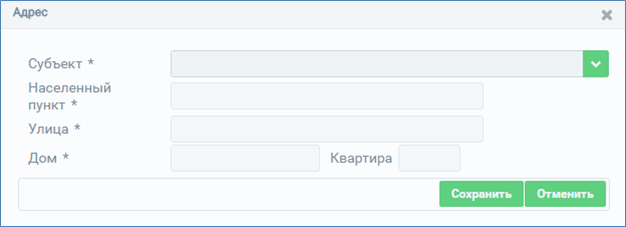 Адрес
Субъект *
Населенный
пункт *
Улица *
Дом * Квартира
Сохранить Отменить